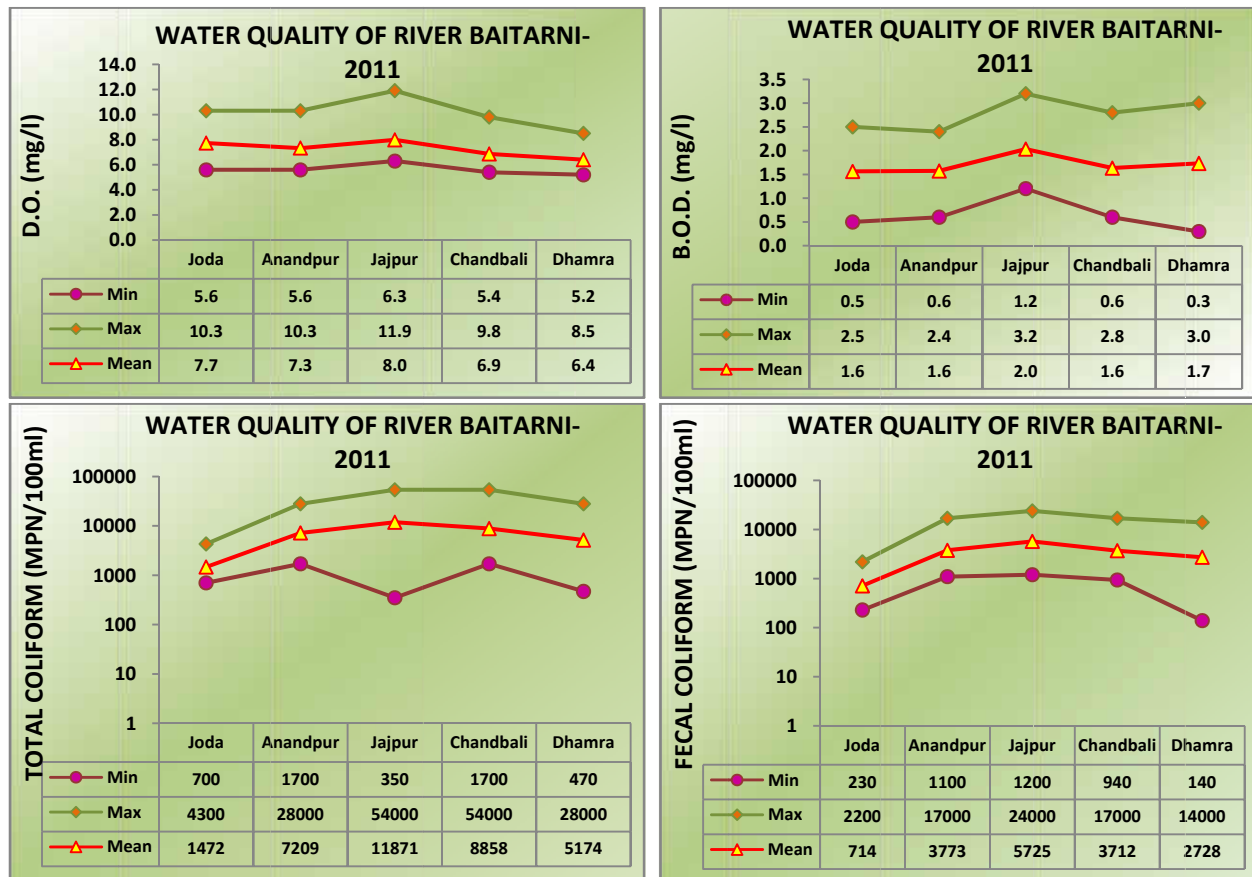 WATER QUALITY OF RIVER BAITARNI-
2011
D.O. (mg/l)
14.0
12.0
10.0
8.0
6.0
4.0
2.0
0.0
Joda Anandpur Jajpur Chandbali Dhamra
Min 5.6 5.6 6.3 5.4 5.2
Max 10.3 10.3 11.9 9.8 8.5
Mean 7.7 7.3 8.0 6.9 6.4
WATER QUALITY OF RIVER BAITARNI-
2011
B.O.D. (mg/l)
3.5
3.0
2.5
2.0
1.5
1.0
0.5
0.0
Joda Anandpur Jajpur Chandbali Dhamra
Min 0.5 0.6 1.2 0.6 0.3
Max 2.5 2.4 3.2 2.8 3.0
Mean 1.6 1.6 2.0 1.6 1.7
WATER QUALITY OF RIVER BAITARNI-
2011
TOTAL COLIFORM (MPN/100ml)
100000
10000
1000
100
10
1
Joda Anandpur Jajpur Chandbali Dhamra
Min 700 1700 350 1700 470
Max 4300 28000 54000 54000 28000
Mean 1472 7209 11871 8858 5174
WATER QUALITY OF RIVER BAITARNI-
2011
FECAL COLIFORM (MPN/100ml)
100000
10000
1000
100
10
1
Joda Anandpur Jajpur Chandbali Dhamra
Min 230 1100 1200 940 140
Max 2200 17000 24000 17000 14000
Mean 714 3773 5725 3712 2728